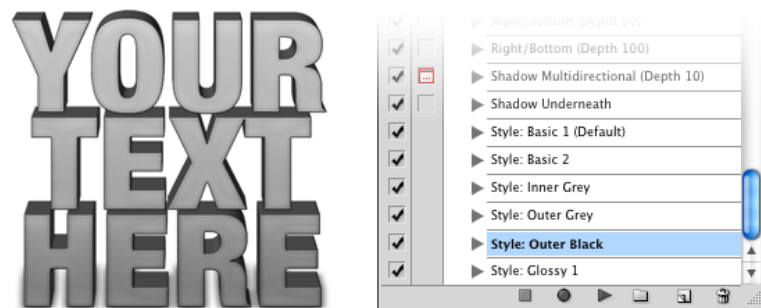 YOUR
TEXT
HERE
Right/Bottom (Depth 90)
Right/Bottom (Depth 100)
Shadow Multidirectional (Depth 10)
Shadow Underneath
Style: Basic 1 (Default)
Style: Basic 2
Style: Inner Grey
Style: Outer Grey
Style: Outer Black
Style: Glossy 1